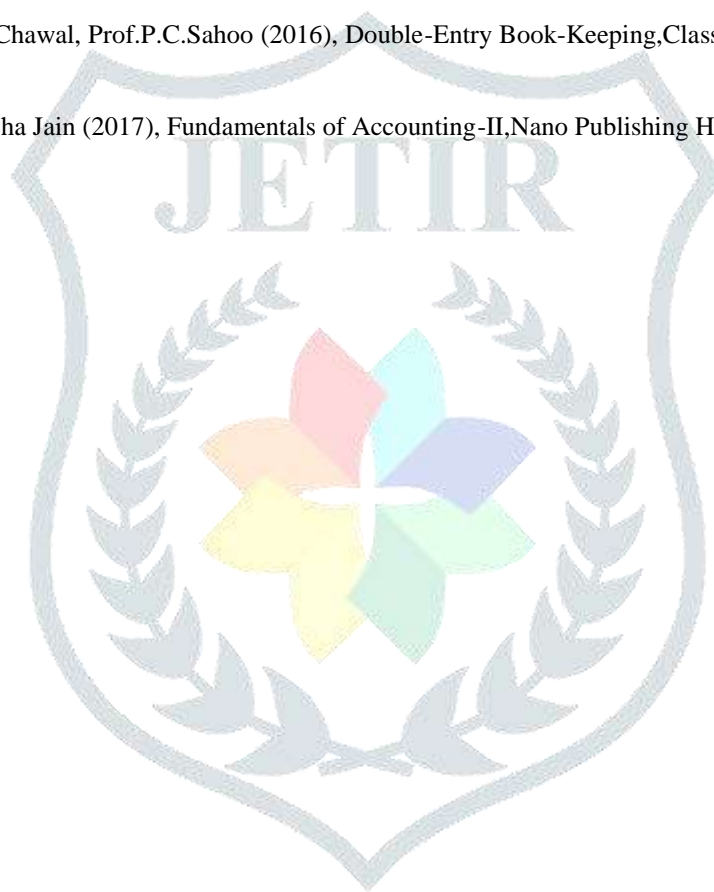 Chawal, Prof.P.C.Sahoo (2016), Double-Entry Book-Keeping,Class
ha Jain (2017), Fundamentals of Accounting-II,Nano Publishing H
JETIR